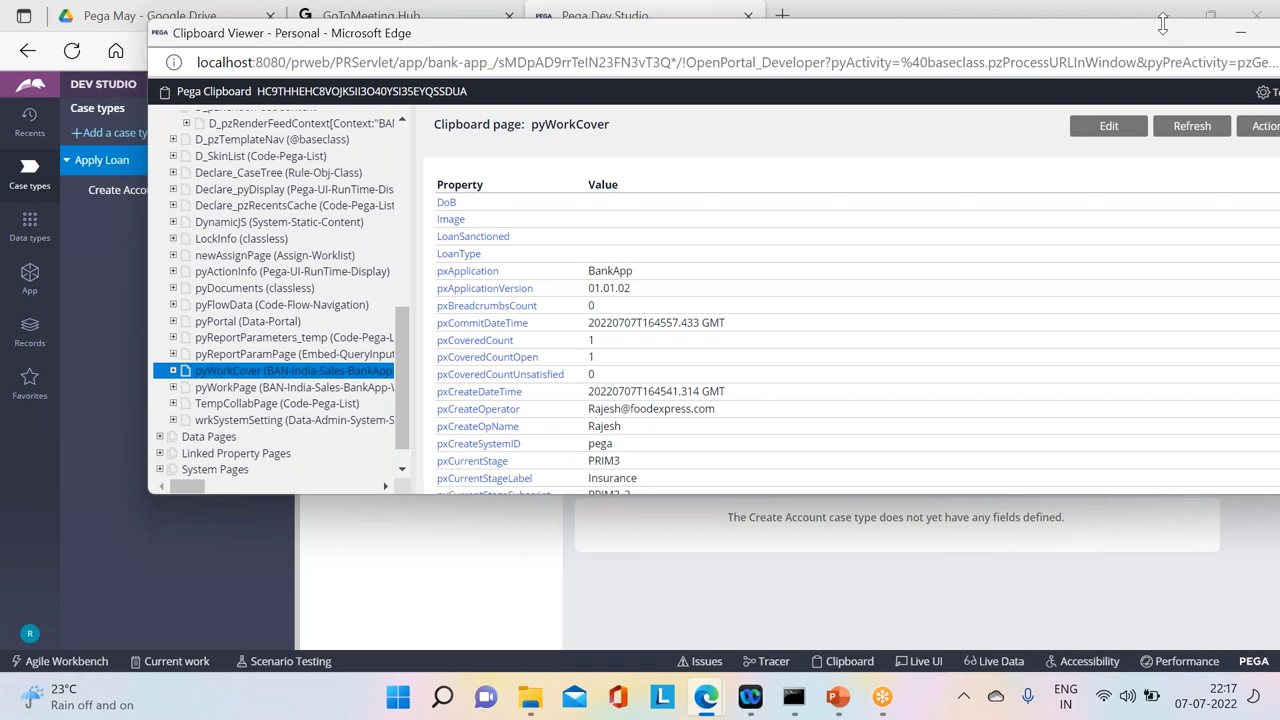 Pega May
GoToMeeting Hub
PEGA Pega Dev Studio
PEGA Clipboard Viewer - Personal - Microsoft Edge
localhost:8080/prweb/PRServlet/app/bank-app_/sMDpAD9rrTeIN23FN3vT3Q*/!OpenPortal_Developer?pyActivity=%40baseclass.pzProcessURLInWindow&pyPreActivity=pzGe...
DEV STUDIO
Pega Clipboard HC9THHEHC8VOJK5II3O40YSI35EYQSSDUA
Case types
Recents
Add a case ty
Apply Loan
Case types
Create Accou
Data types
App
Records
Favorites
R
D_pzRenderFeedContext[Context:"BAI
D_pzTemplateNav (@baseclass)
D_SkinList (Code-Pega-List)
Declare_CaseTree (Rule-Obj-Class)
Declare_pyDisplay (Pega-UI-RunTime-Dis
Declare_pzRecentsCache (Code-Pega-List
DynamicJS (System-Static-Content)
LockInfo (classless)
newAssignPage (Assign-Worklist)
pyActionInfo (Pega-UI-RunTime-Display)
pyDocuments (classless)
pyFlowData (Code-Flow-Navigation)
pyPortal (Data-Portal)
pyReportParameters_temp (Code-Pega-L
pyReportParamPage (Embed-QueryInput
pyWorkCover (BAN-India-Sales-BankApp-
pyWorkPage (BAN-India-Sales-BankApp-V
TempCollabPage (Code-Pega-List)
wrkSystemSetting (Data-Admin-System-S
Data Pages
Linked Property Pages
System Pages
Clipboard page: pyWorkCover
Edit
Refresh
Action
Property Value
DoB
Image
LoanSanctioned
LoanType
pxApplication BankApp
pxApplicationVersion 01.01.02
pxBreadcrumbsCount 0
pxCommitDateTime 20220707T164557.433 GMT
pxCoveredCount 1
pxCoveredCountOpen 1
pxCoveredCountUnsatisfied 0
pxCreateDateTime 20220707T164541.314 GMT
pxCreateOperator Rajesh@foodexpress.com
pxCreateOpName Rajesh
pxCreateSystemID pega
pxCurrentStage PRIM3
pxCurrentStageLabel Insurance
The Create Account case type does not yet have any fields defined.
Agile Workbench Current work Scenario Testing Issues Tracer Clipboard Live UI Live Data Accessibility Performance PEGA
23°C
Rain off and on
ENG
IN
22:17
07-07-2022